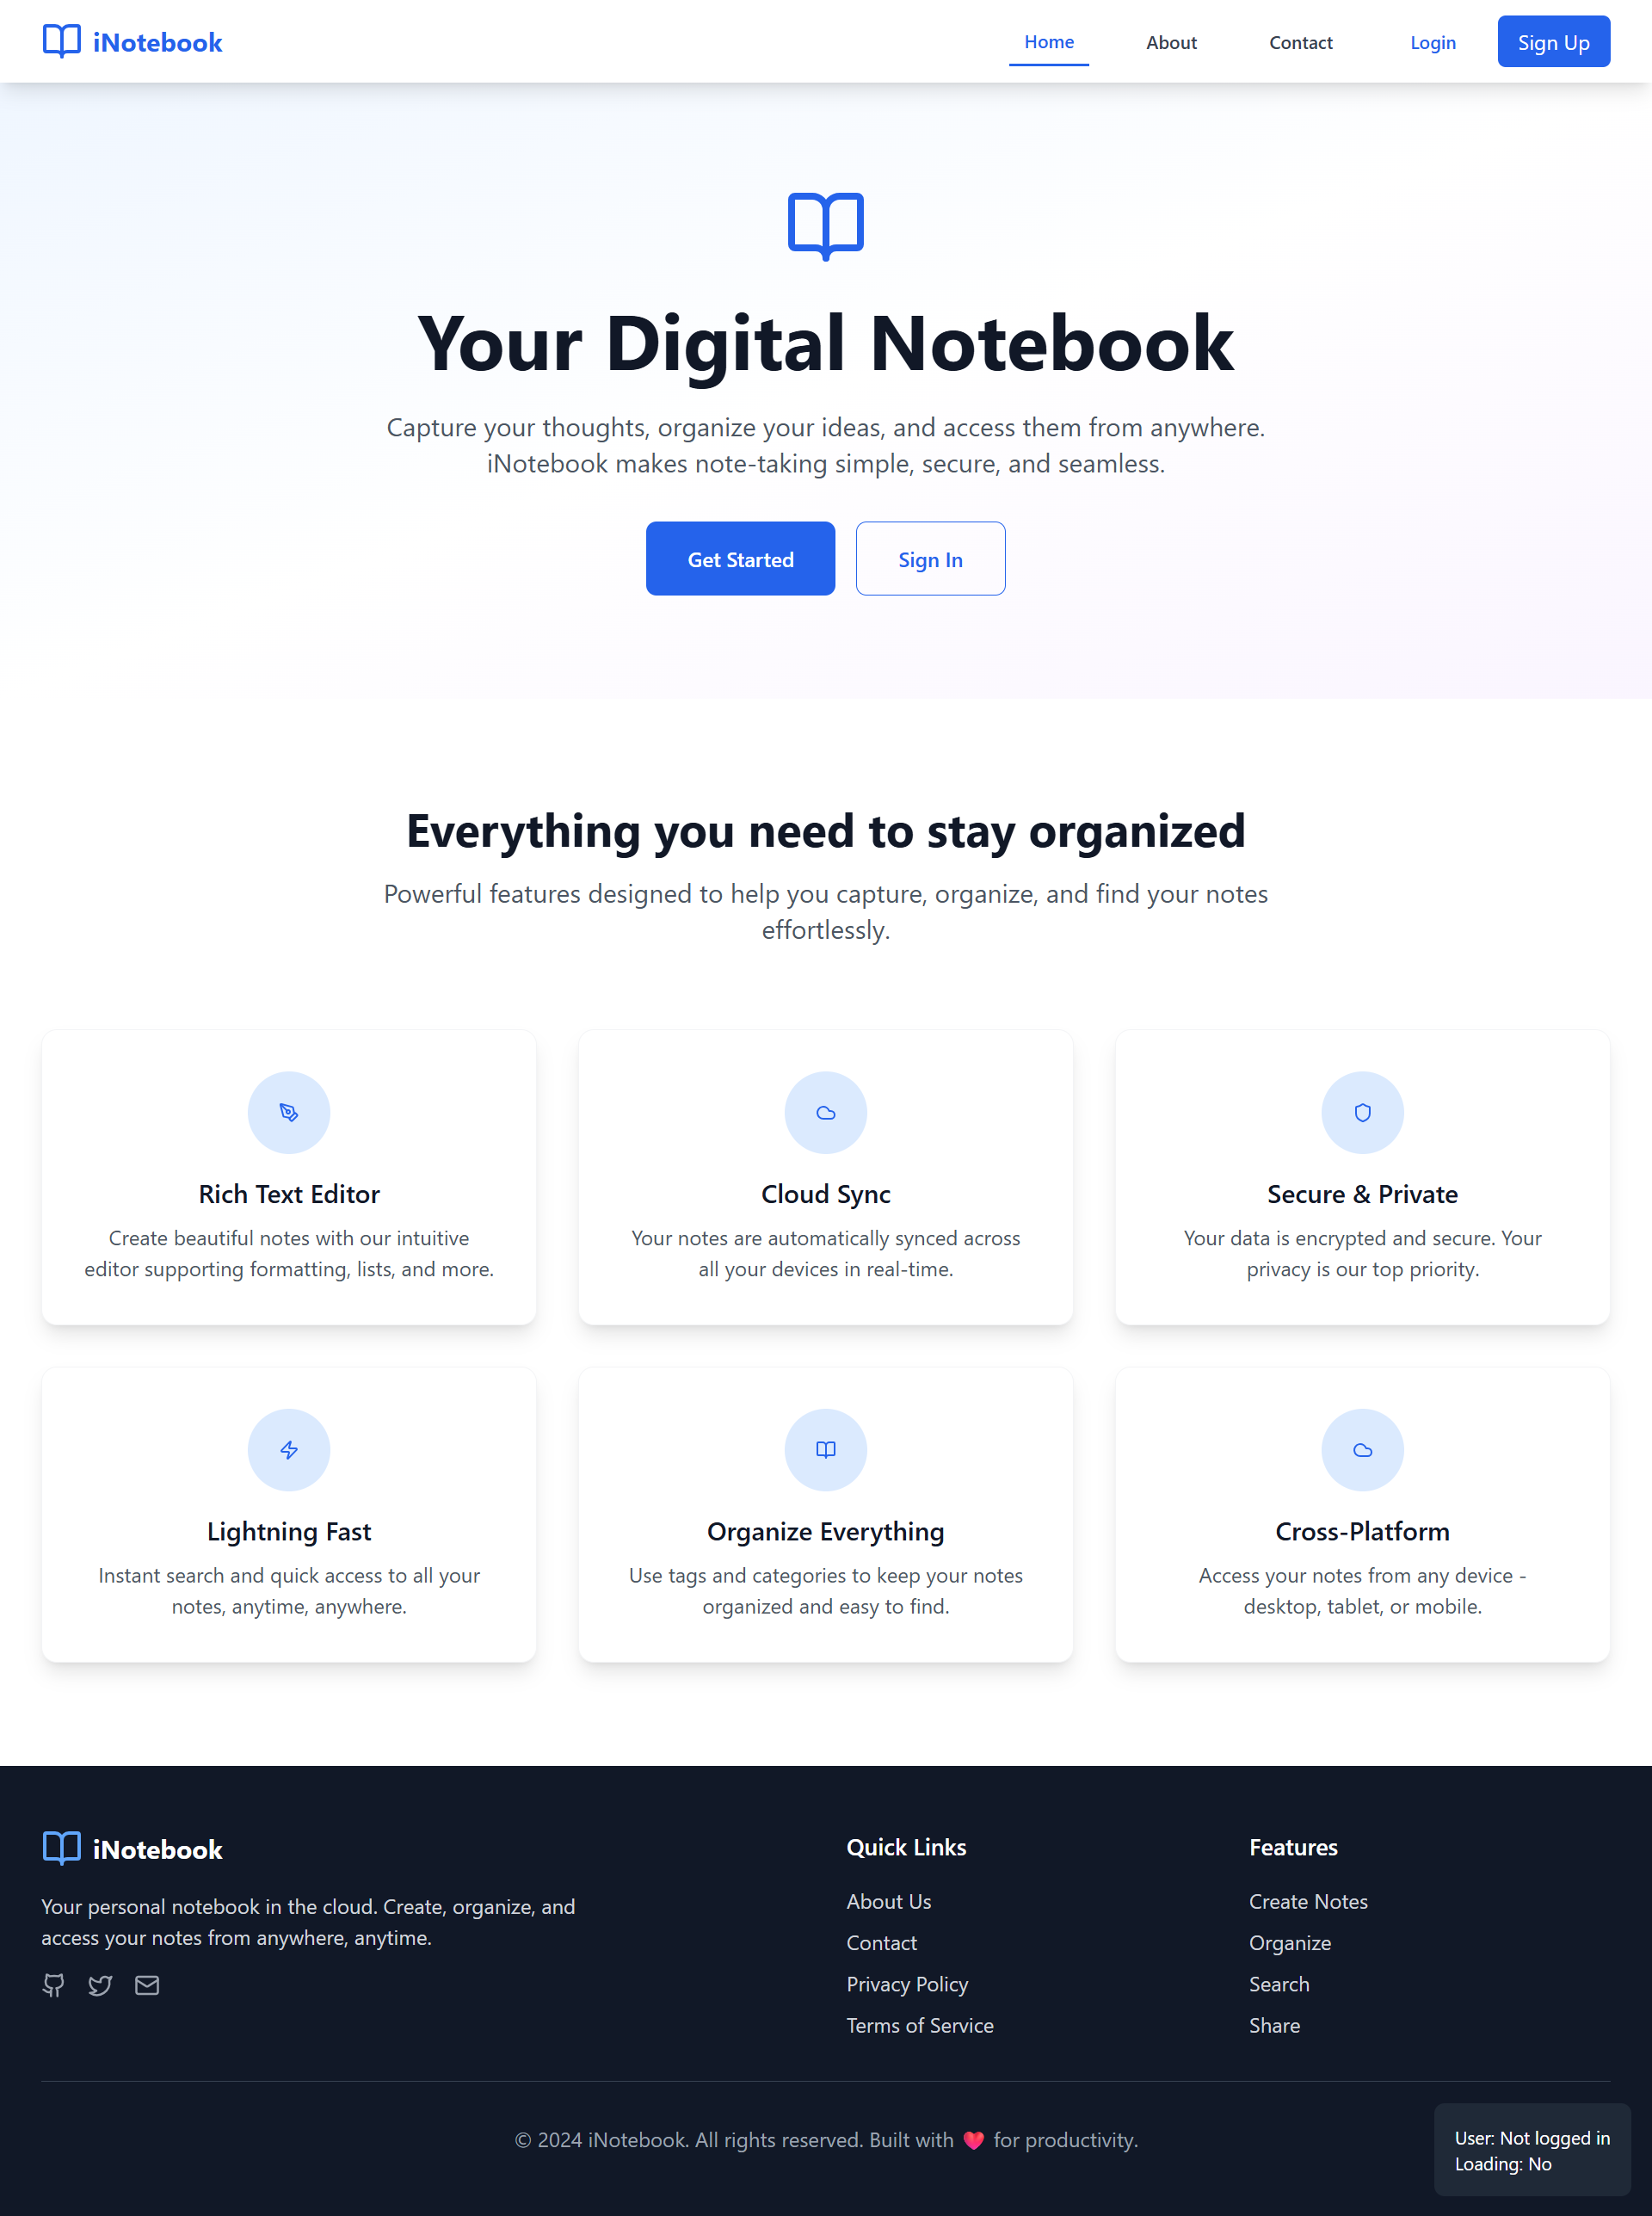 iNotebook
Home
About
Contact
Login
Sign Up
Your Digital Notebook
Capture your thoughts, organize your ideas, and access them from anywhere.
iNotebook makes note-taking simple, secure, and seamless.
Get Started
Sign In
Everything you need to stay organized
Powerful features designed to help you capture, organize, and find your notes
effortlessly.
Rich Text Editor
Create beautiful notes with our intuitive
editor supporting formatting, lists, and more.
Cloud Sync
Your notes are automatically synced across
all your devices in real-time.
Secure & Private
Your data is encrypted and secure. Your
privacy is our top priority.
Lightning Fast
Instant search and quick access to all your
notes, anytime, anywhere.
Organize Everything
Use tags and categories to keep your notes
organized and easy to find.
Cross-Platform
Access your notes from any device -
desktop, tablet, or mobile.
iNotebook
Your personal notebook in the cloud. Create, organize, and
access your notes from anywhere, anytime.
Quick Links
About Us
Contact
Privacy Policy
Terms of Service
Features
Create Notes
Organize
Search
Share
© 2024 iNotebook. All rights reserved. Built with ❤️ for productivity.
User: Not logged in
Loading: No